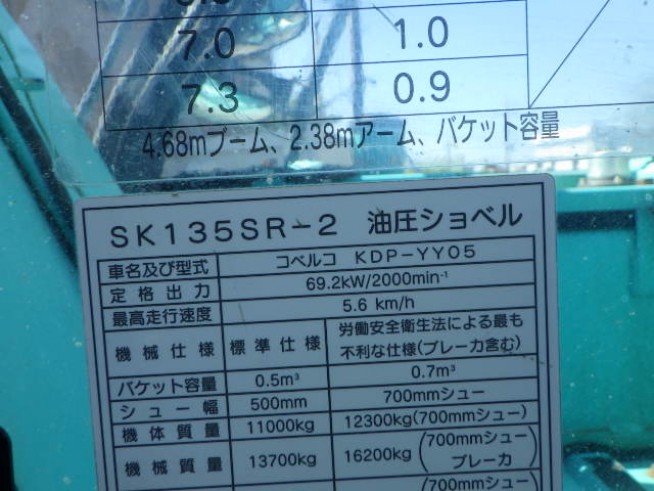 7.0 1.0
7.3 0.9
4.68mブーム、2.38mアーム、バケット容量
SK135SR-2 油圧ショベル
車名及び型式 コベルコ KDP-YY05
定格出力 69.2kW/2000min⁻¹
最高走行速度 5.6 km/h
機械仕様 標準仕様 労働安全衛生法による最も
不利な仕様(ブレーカ含む)
バケット容量 0.5m³ 0.7m³
シュー幅 500mm 700mmシュー
機体質量 11000kg 12300kg(700mmシュー)
機械質量 13700kg 16200kg (700mmシュー
ブレーカ )
(700mmシュー